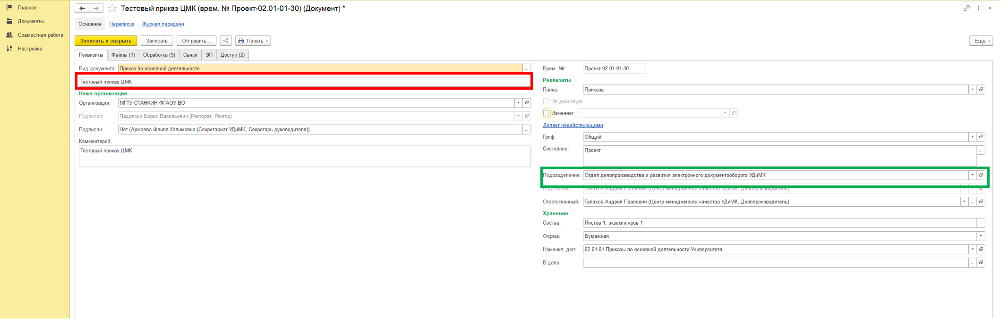 Главное
Документы
Совместная работа
Настройка
Тестовый приказ ЦМК (врем. № Проект-02.01-01-30) (Документ) *
Основное Переписка Журнал передачи
Записать и закрыть Записать Отправить... Печать Еще
Реквизиты Файлы (1) Обработка (9) Связи ЭП Доступ (2)
Вид документа: Приказ по основной деятельности ...
Тестовый приказ ЦМК
Наша организация
Организация: МГТУ СТАНКИН ФГАОУ ВО
Подписал: Падалкин Борис Васильевич (Ректорат, Ректор)
Подписан: Нет (Аржаева Фаиля Халимовна (Секретариат УДиМК, Секретарь руководителя)) ...
Комментарий:
Тестовый приказ ЦМК
Врем. №: Проект-02.01-01-30
Реквизиты
Папка: Приказы
Не действует
Изменяет
Делает недействующими
Гриф: Общий
Состояние: Проект ...
Подразделение: Отдел делопроизводства и развития электронного документооборота УДиМК
Подготовил: Галахов Андрей Павлович (Центр менеджмента качества УДиМК, Делопроизводитель) ...
Ответственный: Галахов Андрей Павлович (Центр менеджмента качества УДиМК, Делопроизводитель) ...
Хранение
Состав: Листов 1, экземпляров 1 ...
Форма: Бумажная
Номенкл. дел: 02.01-01 Приказы по основной деятельности Университета
В дело: ...